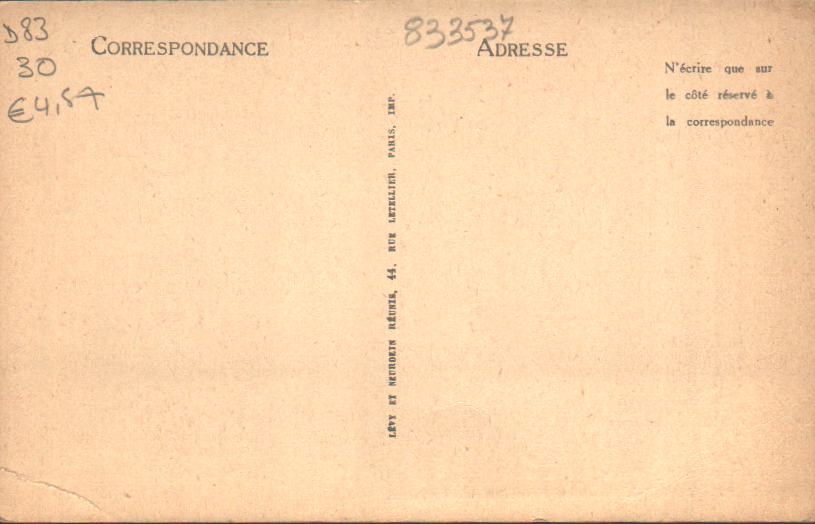 D83
30
€4,57
CORRESPONDANCE
833537
ADRESSE
N'écrire que sur
le côté réservé à
la correspondance
LÉVY ET NEURDEIN RÉUNIS, 44, RUE LETELLIER, PARIS, IMP.